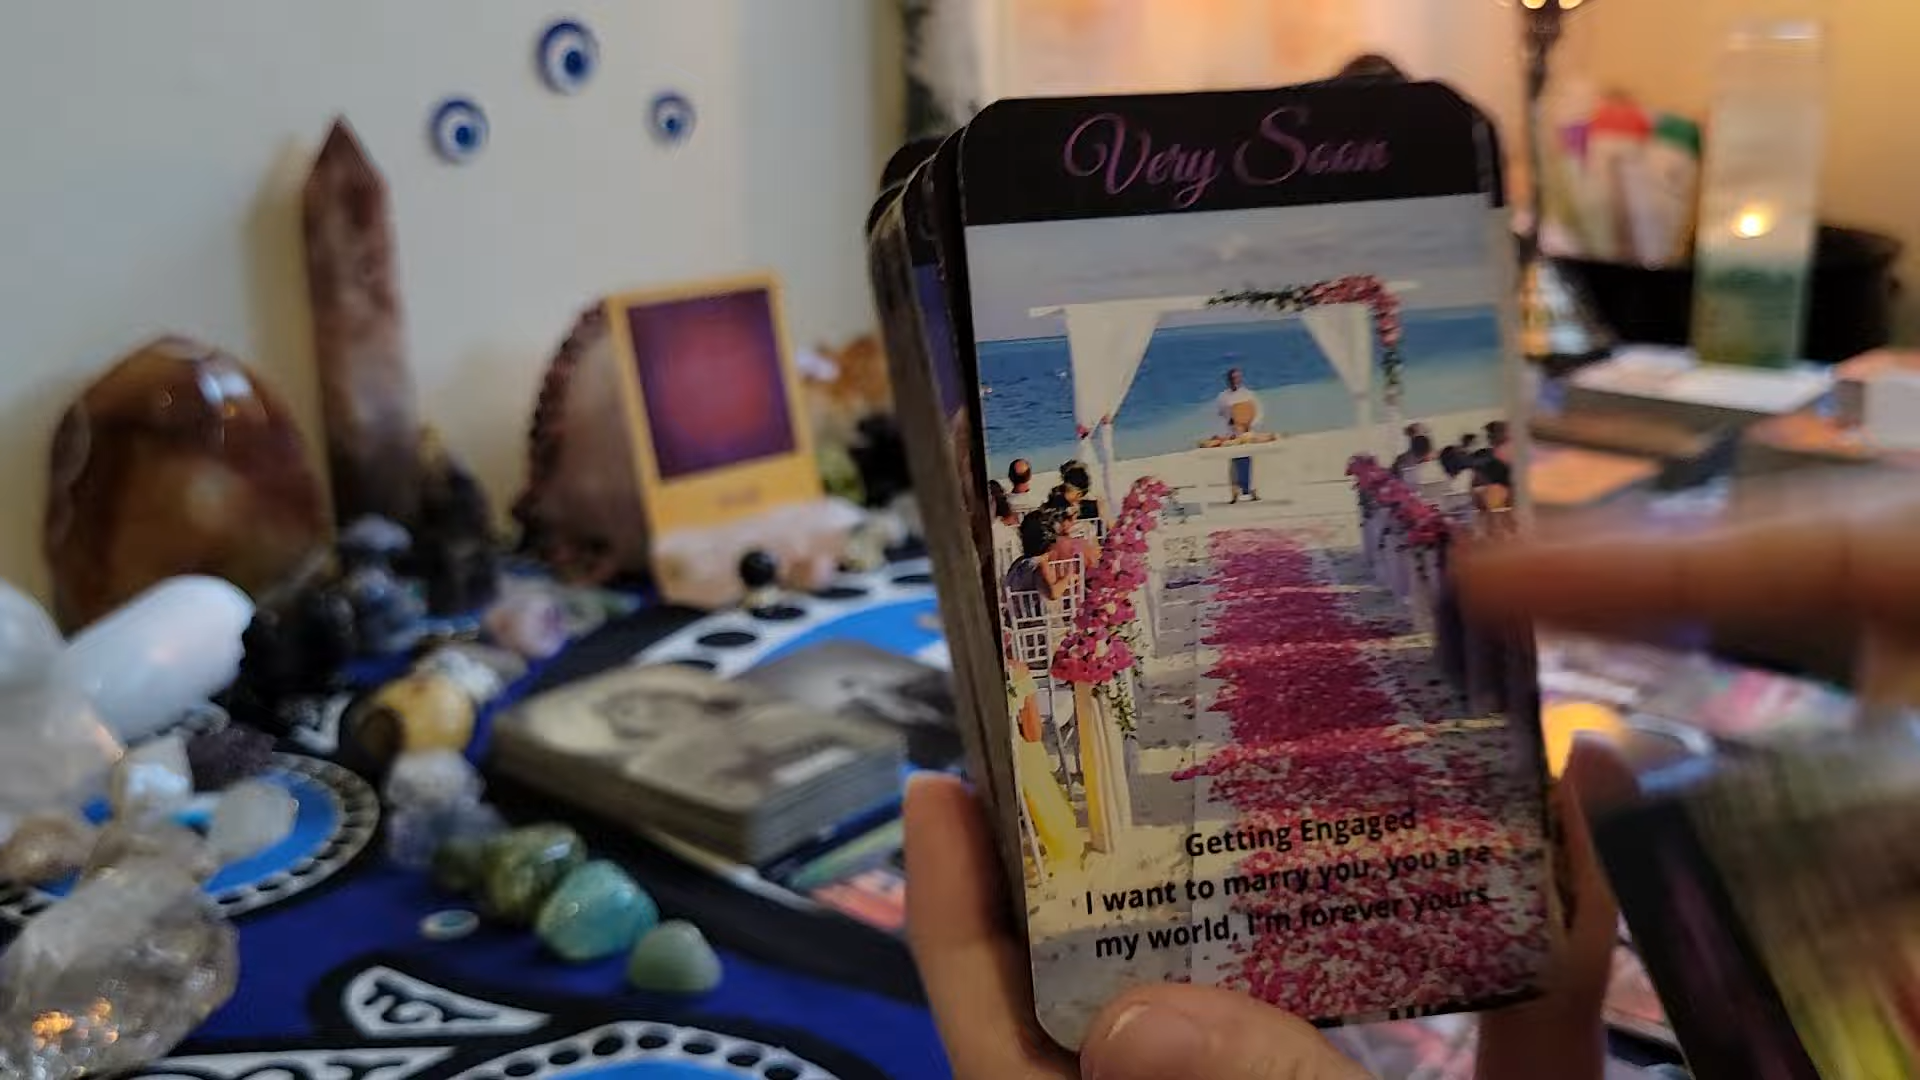 Very Soon
Getting Engaged
I want to marry you, you are
my world, I'm forever yours